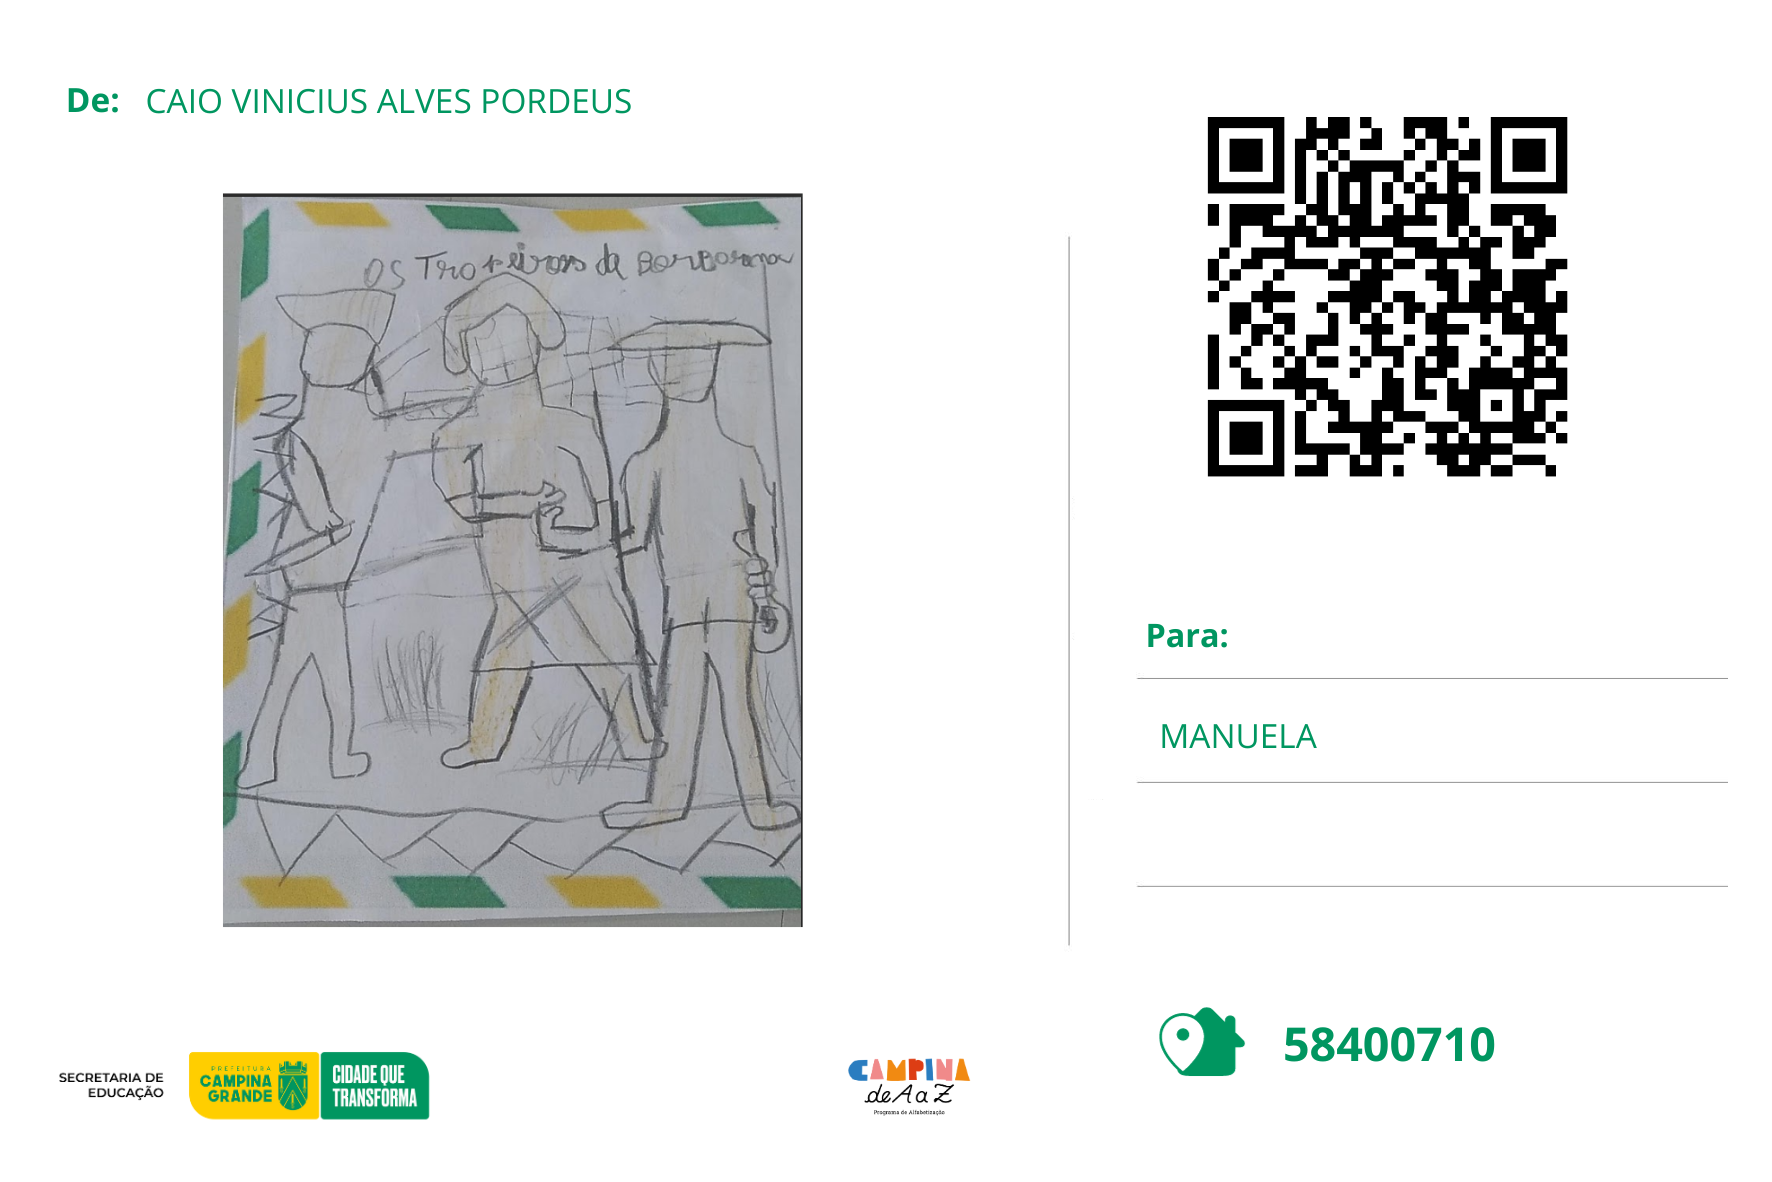 De: CAIO VINICIUS ALVES PORDEUS
OS Tropeiros da Borborema
Para:
MANUELA
58400710
SECRETARIA DE
EDUCAÇÃO
PREFEITURA
CAMPINA
GRANDE
CIDADE QUE
TRANSFORMA
CAMPINA
de A a Z
Programa de Alfabetização